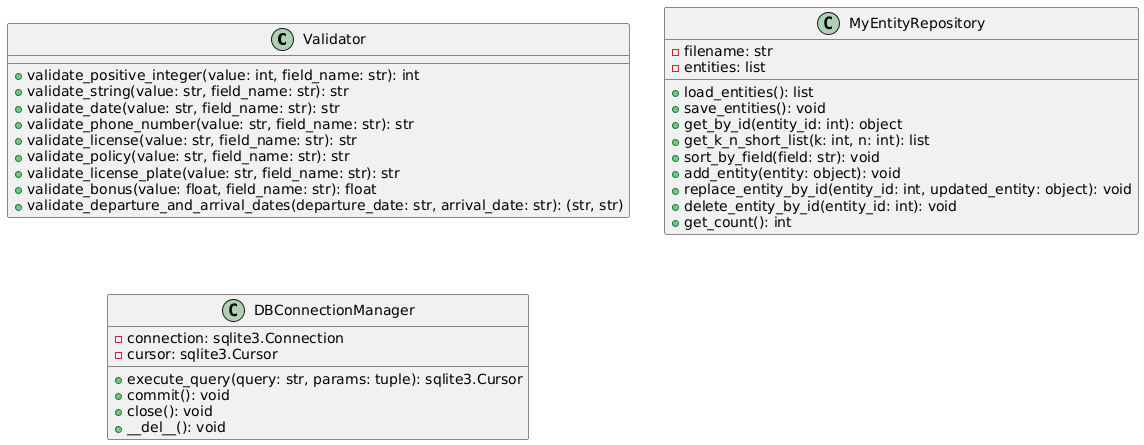 C Validator
validate_positive_integer(value: int, field_name: str): int
validate_string(value: str, field_name: str): str
validate_date(value: str, field_name: str): str
validate_phone_number(value: str, field_name: str): str
validate_license(value: str, field_name: str): str
validate_policy(value: str, field_name: str): str
validate_license_plate(value: str, field_name: str): str
validate_bonus(value: float, field_name: str): float
validate_departure_and_arrival_dates(departure_date: str, arrival_date: str): (str, str)
C MyEntityRepository
filename: str
entities: list
load_entities(): list
save_entities(): void
get_by_id(entity_id: int): object
get_k_n_short_list(k: int, n: int): list
sort_by_field(field: str): void
add_entity(entity: object): void
replace_entity_by_id(entity_id: int, updated_entity: object): void
delete_entity_by_id(entity_id: int): void
get_count(): int
C DBConnectionManager
connection: sqlite3.Connection
cursor: sqlite3.Cursor
execute_query(query: str, params: tuple): sqlite3.Cursor
commit(): void
close(): void
__del__(): void